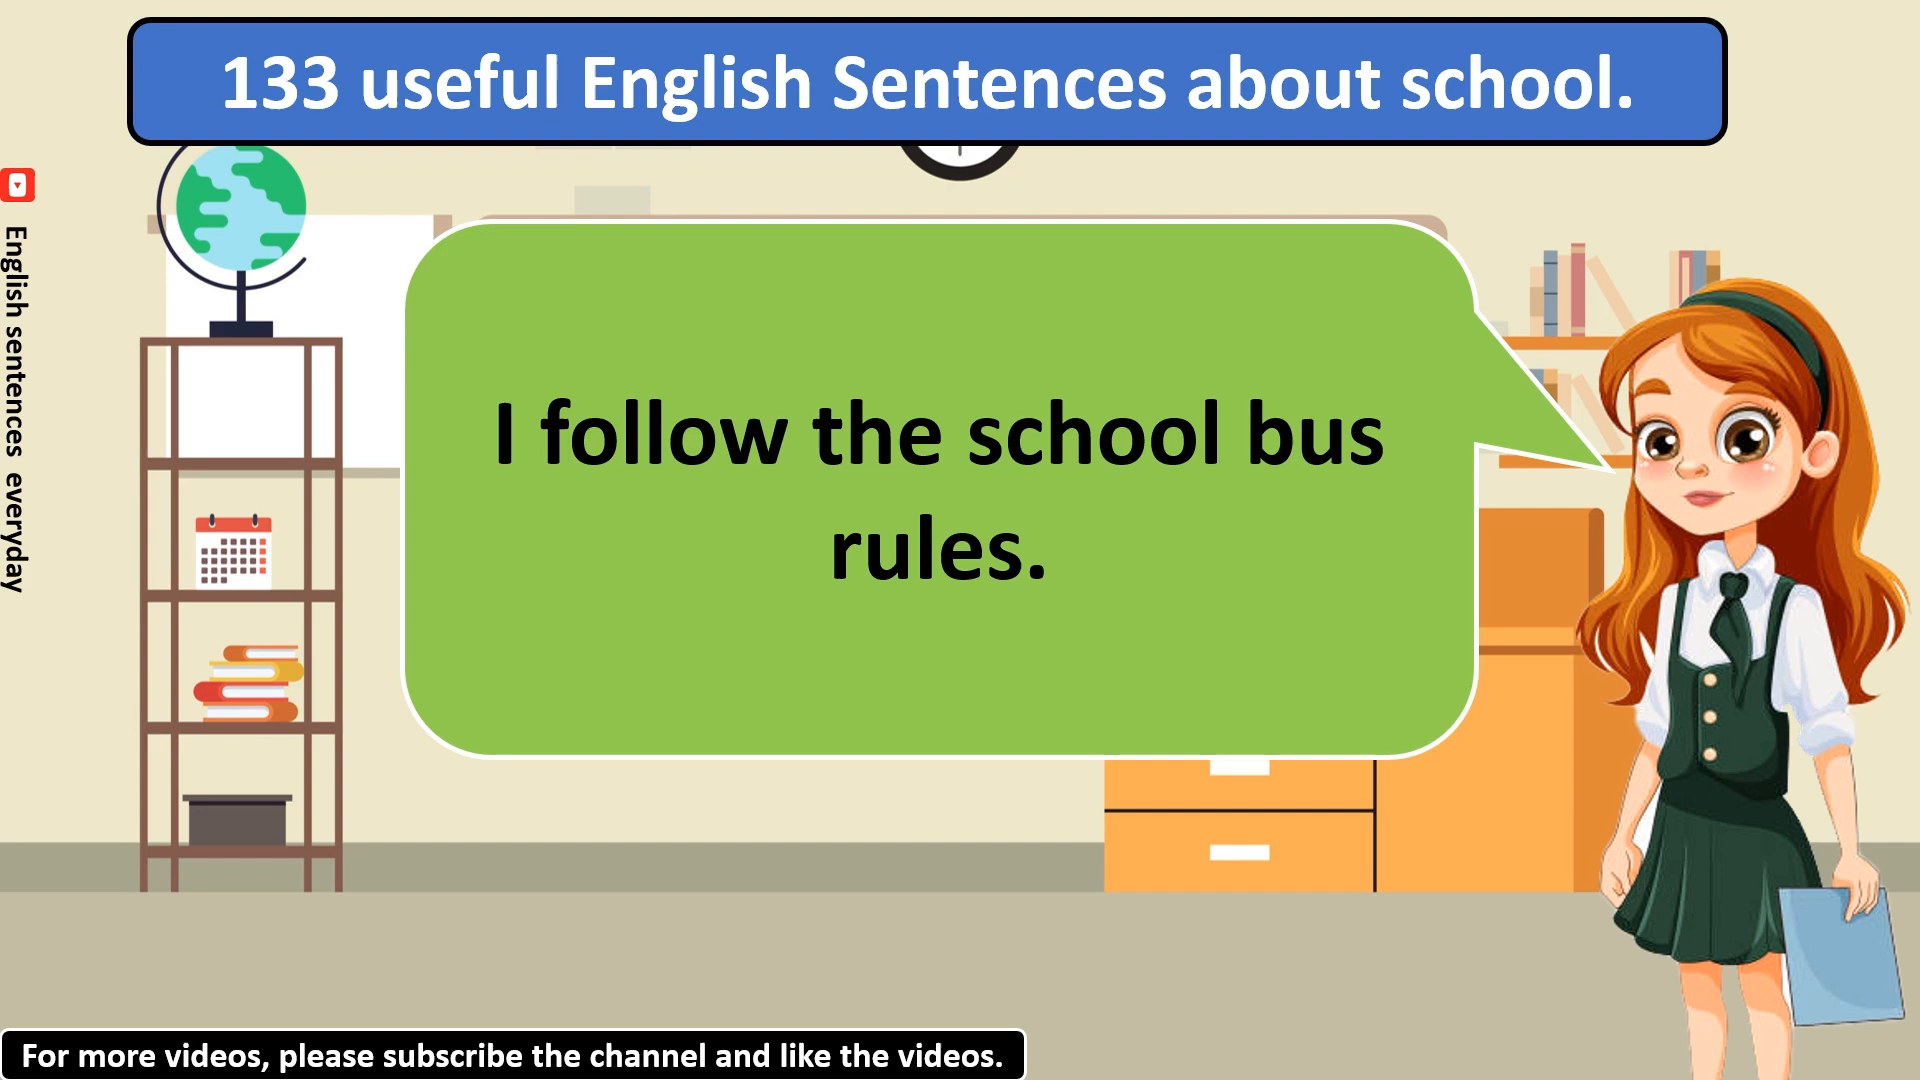 133 useful English Sentences about school.
English sentences everyday
I follow the school bus
rules.
For more videos, please subscribe the channel and like the videos.